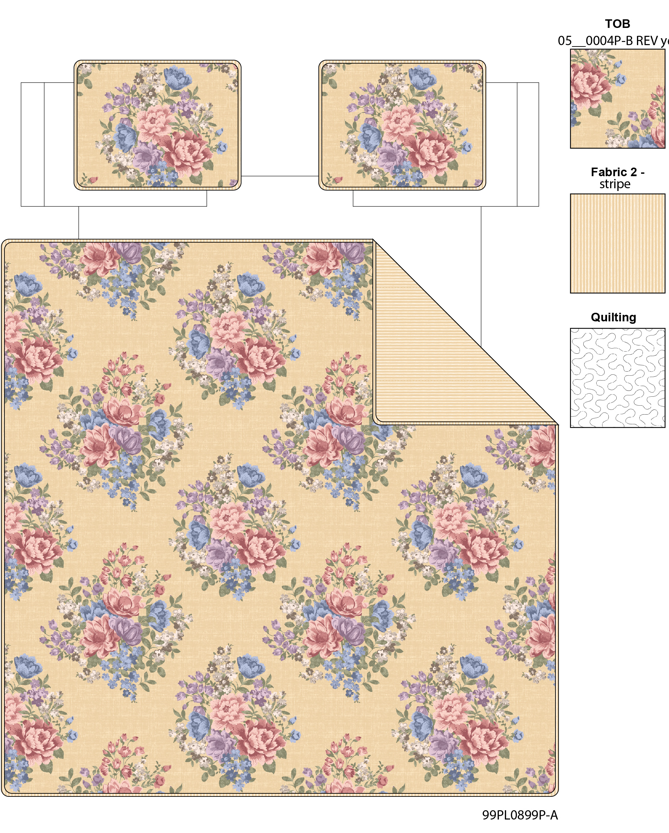 TOB
05__0004P-B REV
Fabric 2 -
stripe
Quilting
99PL0899P-A